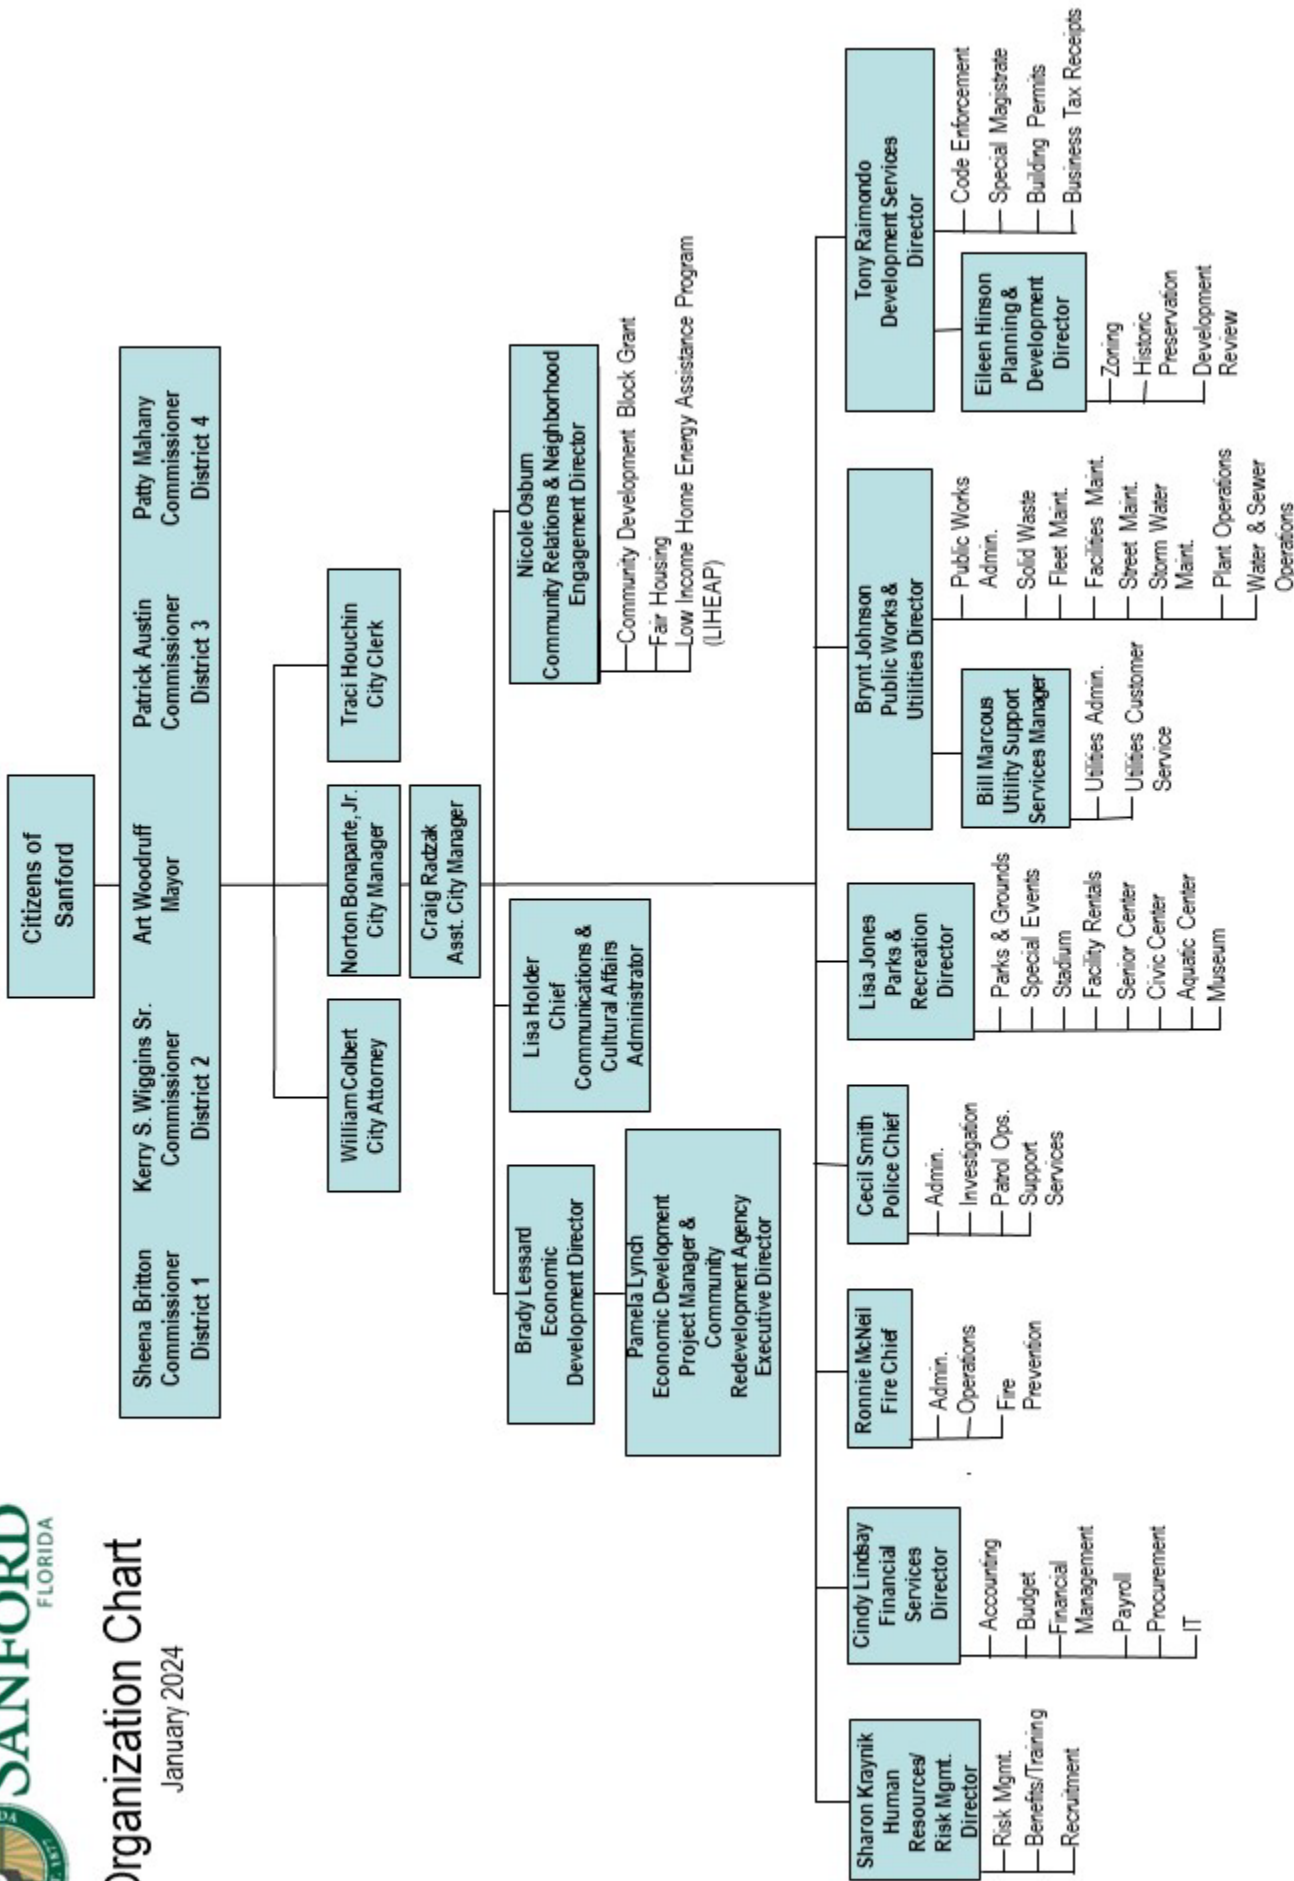 SANFORD
FLORIDA
Organization Chart
January 2024
Citizens of
Sanford
Sheena Britton
Commissioner
District 1
Kerry S. Wiggins Sr.
Commissioner
District 2
Art Woodruff
Mayor
Patrick Austin
Commissioner
District 3
Patty Mahany
Commissioner
District 4
William Colbert
City Attorney
Norton Bonaparte, Jr.
City Manager
Traci Houchin
City Clerk
Craig Radzak
Asst. City Manager
Brady Lessard
Economic
Development Director
Pamela Lynch
Economic Development
Project Manager &
Community
Redevelopment Agency
Executive Director
Lisa Holder
Chief
Communications &
Cultural Affairs
Administrator
Nicole Osburn
Community Relations & Neighborhood
Engagement Director
Community Development Block Grant
Fair Housing
Low Income Home Energy Assistance Program
(LIHEAP)
Sharon Kraynik
Human
Resources/
Risk Mgmt.
Director
Risk Mgmt.
Benefits/Training
Recruitment
Cindy Lindsay
Financial
Services
Director
Accounting
Budget
Financial
Management
Payroll
Procurement
IT
Ronnie McNeil
Fire Chief
Admin.
Operations
Fire
Prevention
Cecil Smith
Police Chief
Admin.
Investigation
Patrol Ops.
Support
Services
Lisa Jones
Parks &
Recreation
Director
Parks & Grounds
Special Events
Stadium
Facility Rentals
Senior Center
Civic Center
Aquatic Center
Museum
Brynt Johnson
Public Works &
Utilities Director
Bill Marcous
Utility Support
Services Manager
Utilities Admin.
Utilities Customer
Service
Public Works
Admin.
Solid Waste
Fleet Maint.
Facilities Maint.
Street Maint.
Storm Water
Maint.
Plant Operations
Water & Sewer
Operations
Tony Raimondo
Development Services
Director
Eileen Hinson
Planning &
Development
Director
Zoning
Historic
Preservation
Development
Review
Code Enforcement
Special Magistrate
Building Permits
Business Tax Receipts